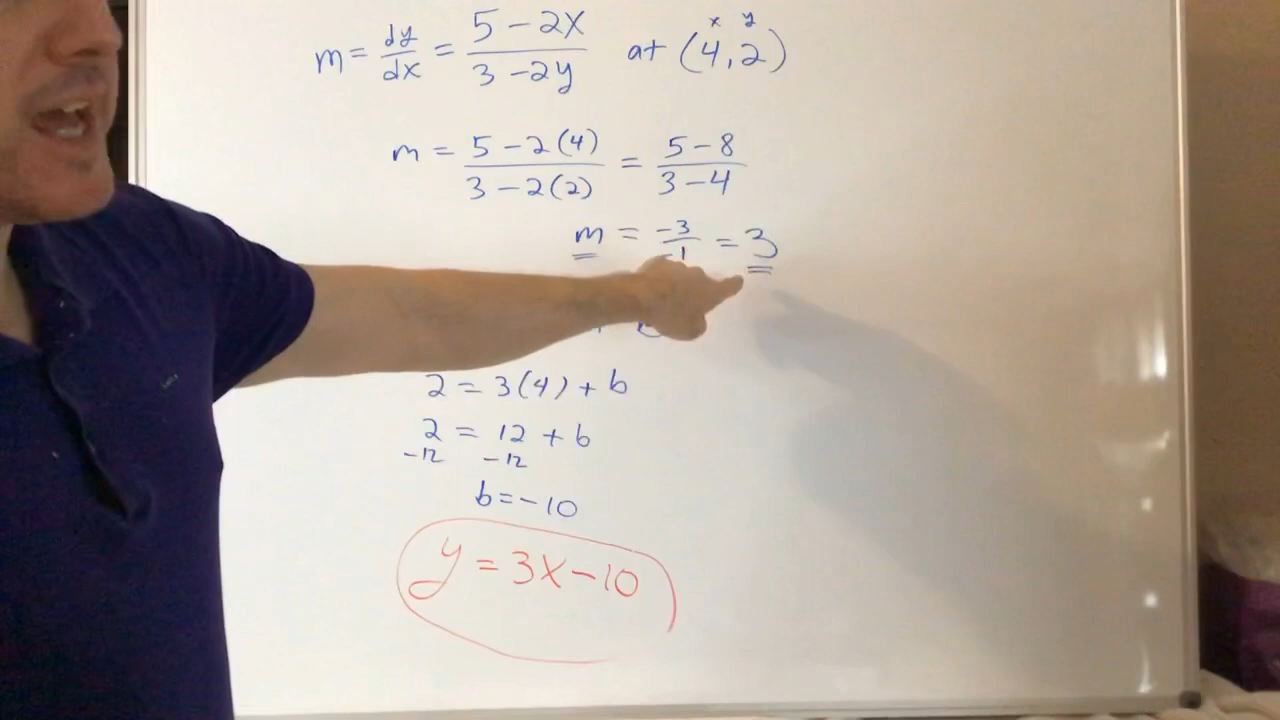 x y
m = dy/dx = (5 - 2x)/(3 - 2y) at (4, 2)
m = (5 - 2(4))/(3 - 2(2)) = (5 - 8)/(3 - 4)
m = -3/-1 = 3
2 = 3(4) + b
2 = 12 + b
-12 -12
b = -10
y = 3x - 10